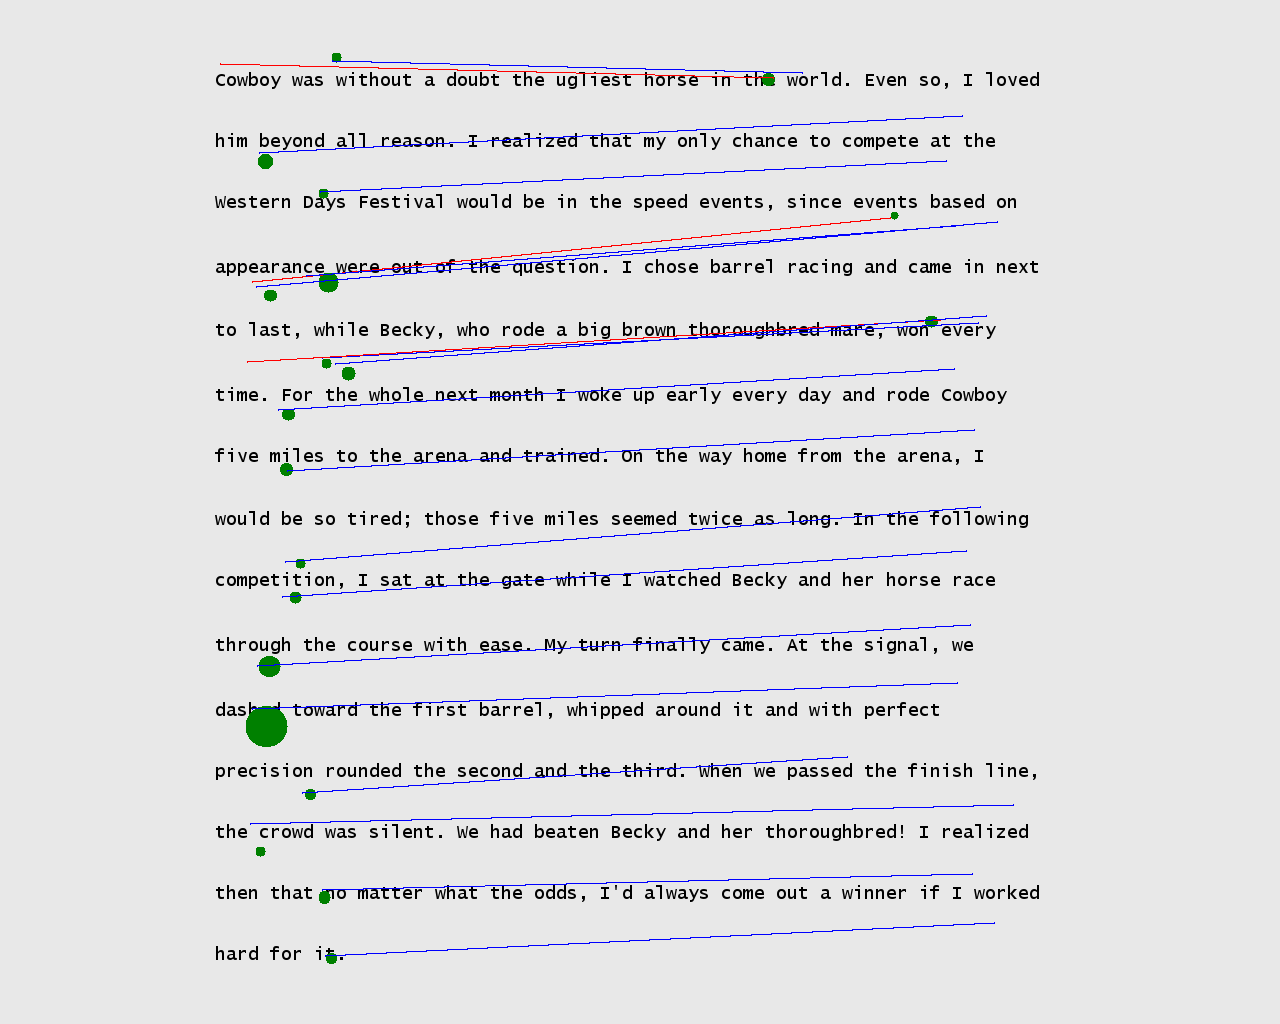 Cowboy was without a doubt the ugliest horse in the world. Even so, I loved
him beyond all reason. I realized that my only chance to compete at the
Western Days Festival would be in the speed events, since events based on
appearance were out of the question. I chose barrel racing and came in next
to last, while Becky, who rode a big brown thoroughbred mare, won every
time. For the whole next month I woke up early every day and rode Cowboy
five miles to the arena and trained. On the way home from the arena, I
would be so tired; those five miles seemed twice as long. In the following
competition, I sat at the gate while I watched Becky and her horse race
through the course with ease. My turn finally came. At the signal, we
dashed toward the first barrel, whipped around it and with perfect
precision rounded the second and the third. When we passed the finish line,
the crowd was silent. We had beaten Becky and her thoroughbred! I realized
then that no matter what the odds, I'd always come out a winner if I worked
hard for it.